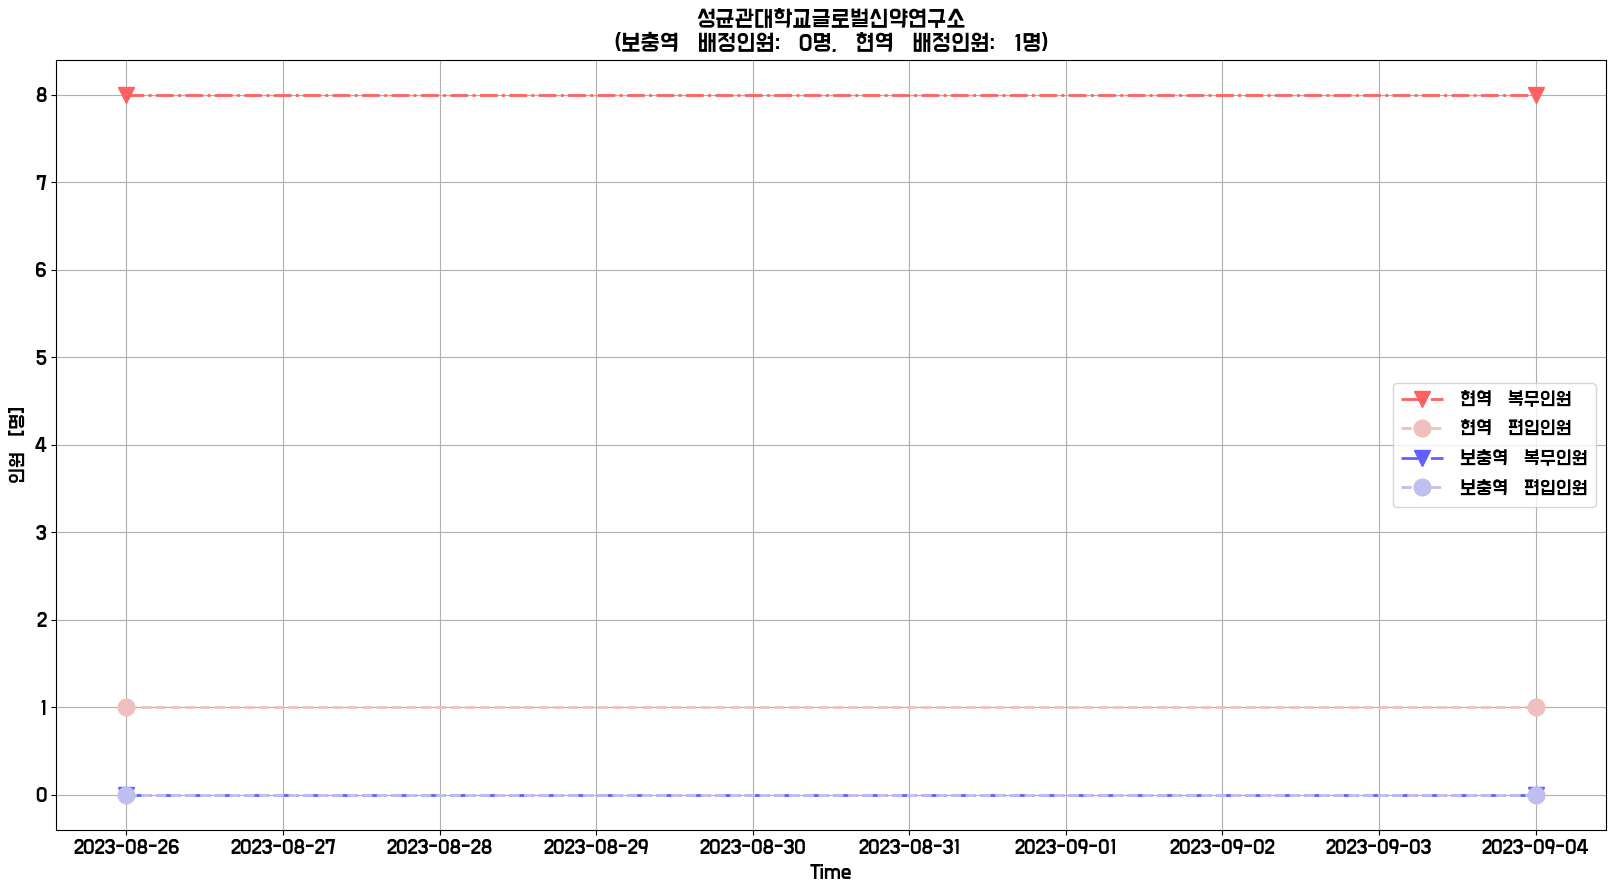 성균관대학교글로벌신약연구소
(보충역 배정인원: 0명, 현역 배정인원: 1명)
8
7
6
5
4
3
2
1
0
인원 [명]
현역 복무인원
현역 편입인원
보충역 복무인원
보충역 편입인원
2023-08-26 2023-08-27 2023-08-28 2023-08-29 2023-08-30 2023-08-31 2023-09-01 2023-09-02 2023-09-03 2023-09-04
Time